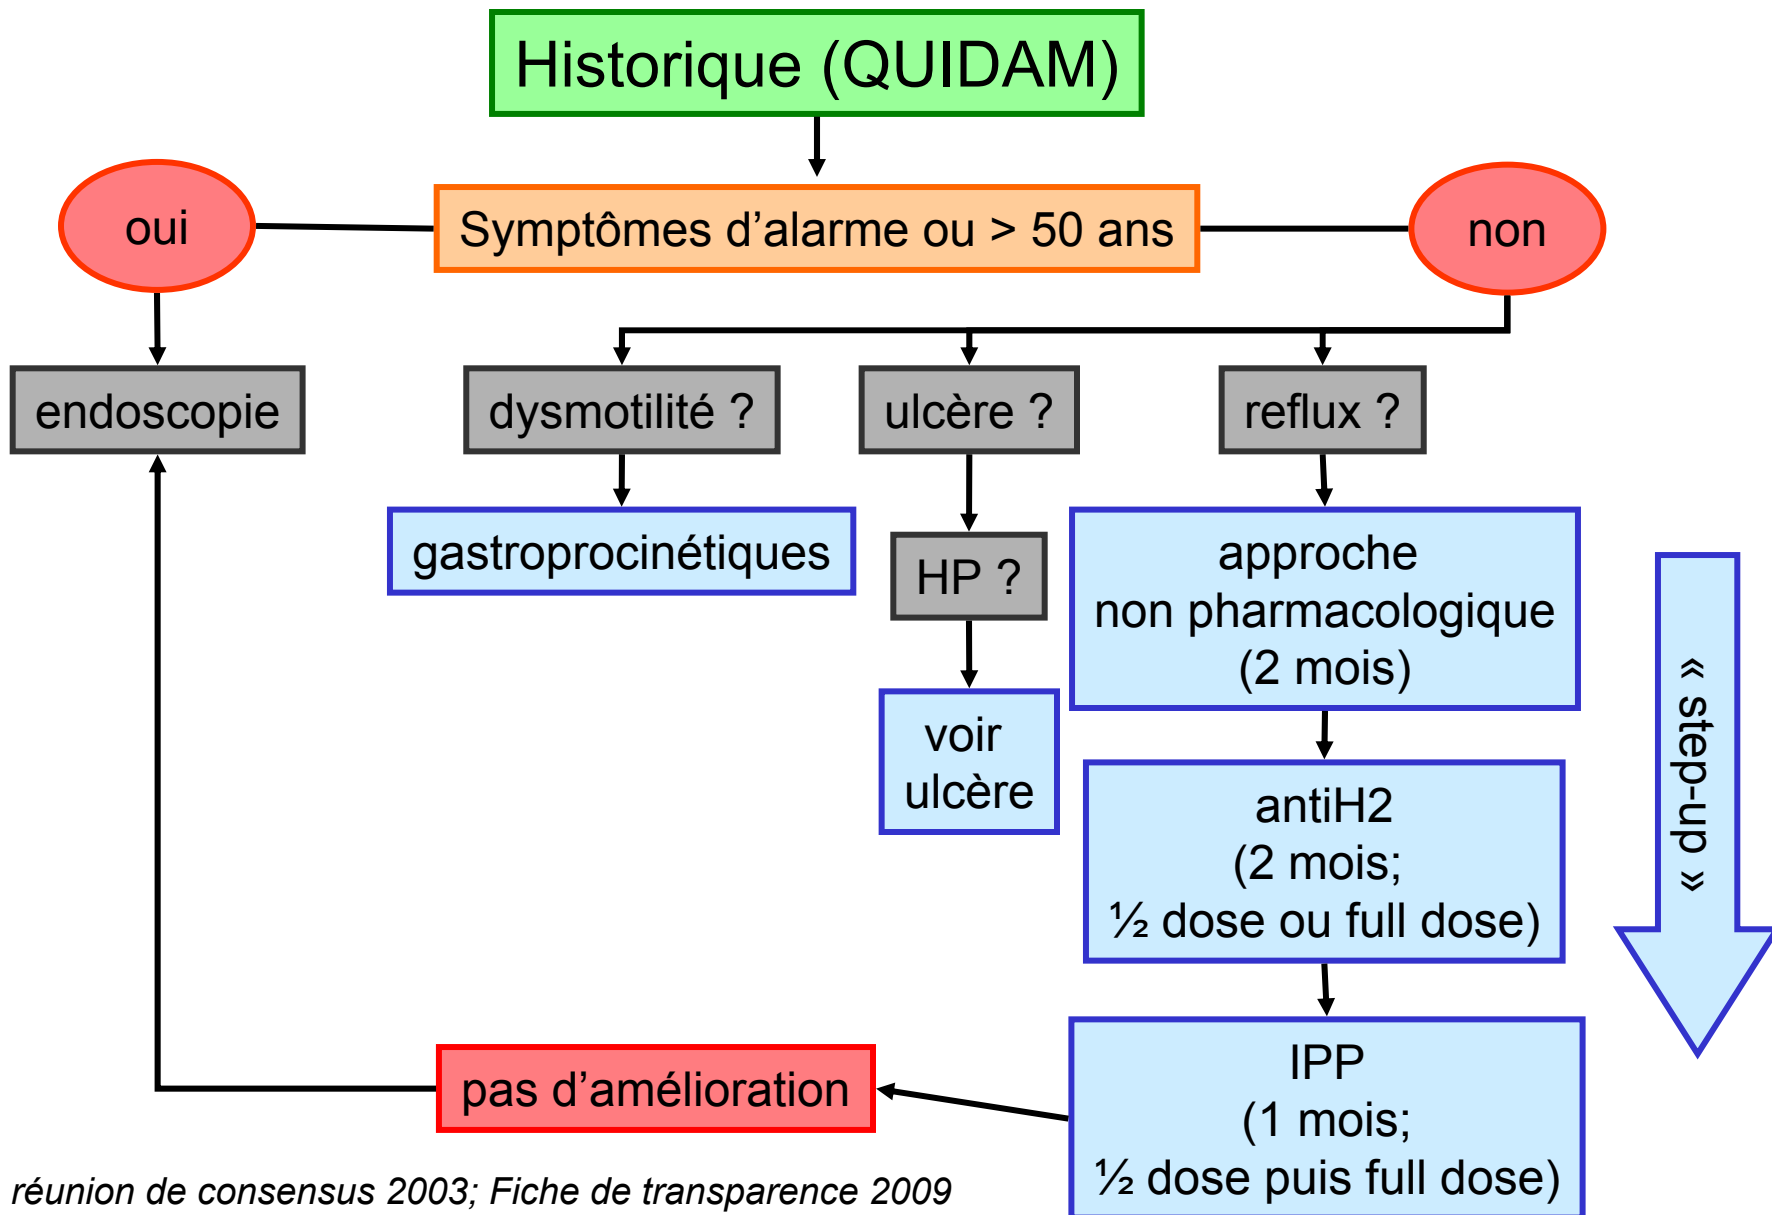 Historique (QUIDAM)
oui
Symptômes d’alarme ou > 50 ans
non
endoscopie
dysmotilité ?
ulcère ?
reflux ?
gastroprocinétiques
HP ?
approche
non pharmacologique
(2 mois)
voir
ulcère
antiH2
(2 mois;
½ dose ou full dose)
« step-up »
pas d’amélioration
IPP
(1 mois;
½ dose puis full dose)
réunion de consensus 2003; Fiche de transparence 2009